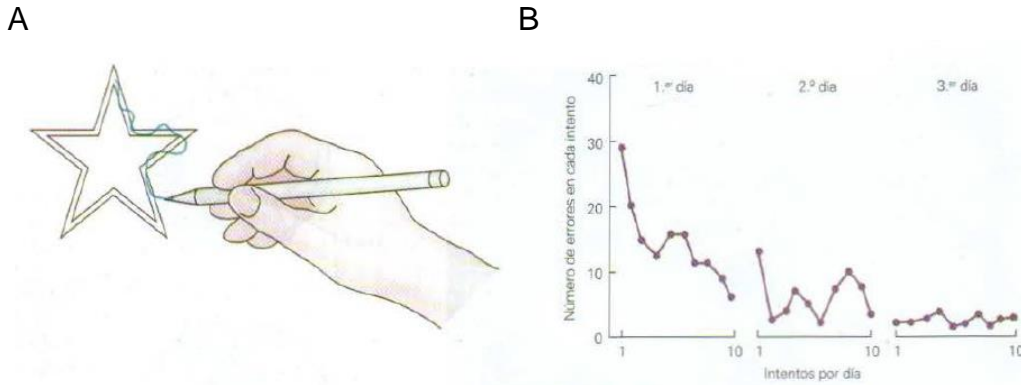 A
B
Número de errores en cada intento
40
30
20
10
0
1.er día
2.º día
3.er día
1
10
1
10
1
10
Intentos por día